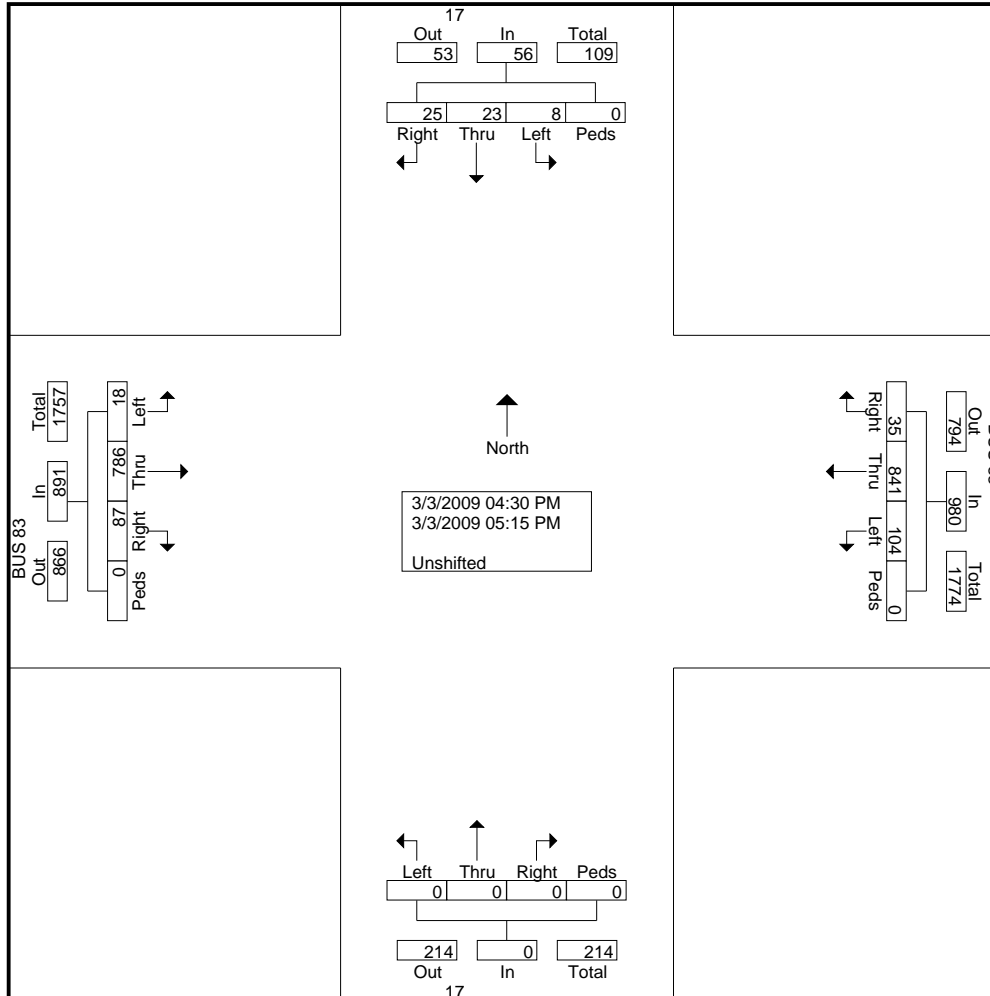 17
Out In Total
53 56 109
25 23 8 0
Right Thru Left Peds
Total 1757
In 891
BUS 83
Out 866
18 Left
786 Thru
87 Right
0 Peds
North
3/3/2009 04:30 PM
3/3/2009 05:15 PM
Unshifted
Right 35
Thru 841
Left 104
Peds 0
Out 794
In 980
Total 1774
Left Thru Right Peds
0 0 0 0
214 0 214
Out In Total
17